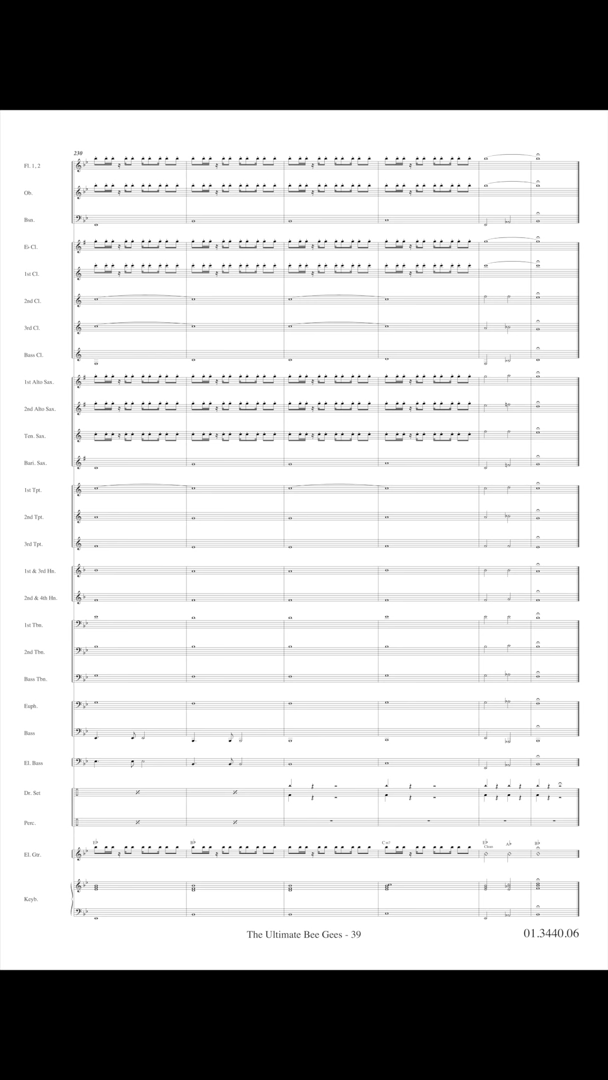 230
Fl. 1, 2
Ob.
Bsn.
E♭ Cl.
1st Cl.
2nd Cl.
3rd Cl.
Bass Cl.
1st Alto Sax.
2nd Alto Sax.
Ten. Sax.
Bari. Sax.
1st Tpt.
2nd Tpt.
3rd Tpt.
1st & 3rd Hn.
2nd & 4th Hn.
1st Tbn.
2nd Tbn.
Bass Tbn.
Euph.
Bass
El. Bass
Dr. Set
Perc.
El. Gtr.
Keyb.
The Ultimate Bee Gees - 39
01.3440.06